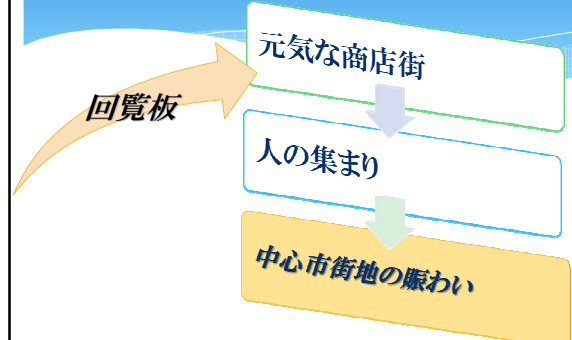 元気な商店街
回覧板
人の集まり
中心市街地の賑わい